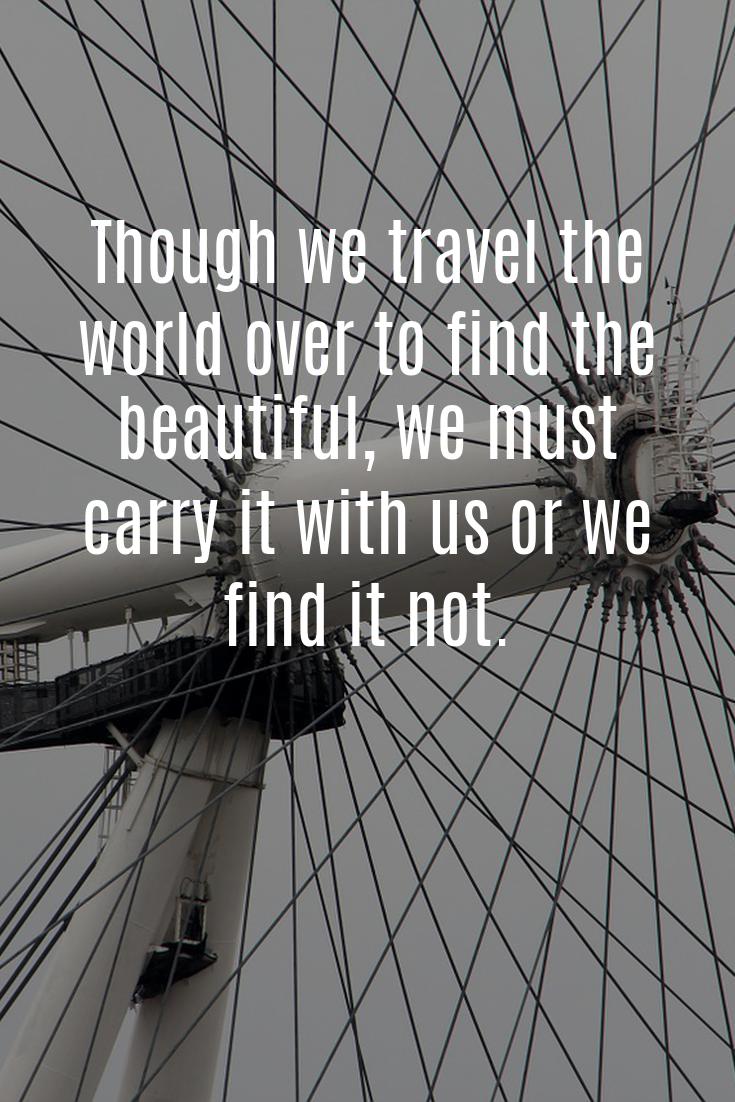 Though we travel the
world over to find the
beautiful, we must
carry it with us or we
find it not.